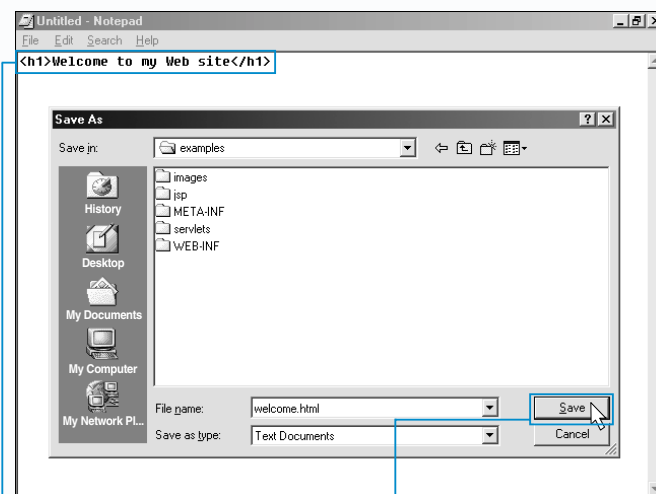 Untitled - Notepad
File Edit Search Help
<h1>Welcome to my Web site</h1>
Save As
Save in:
examples
History
Desktop
My Documents
My Computer
My Network Pl...
images
jsp
META-INF
servlets
WEB-INF
File name:
welcome.html
Save
Save as type:
Text Documents
Cancel